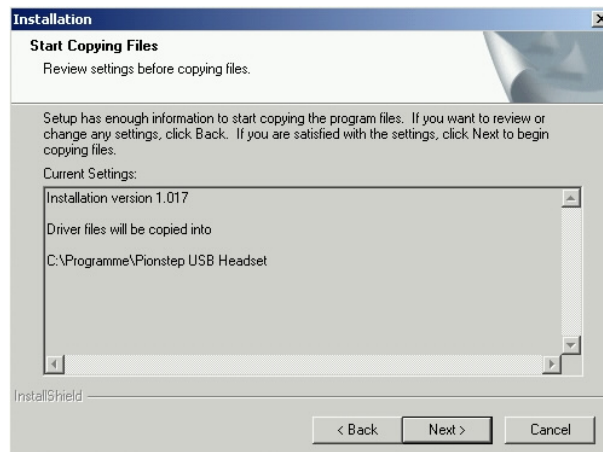 Installation
Start Copying Files
Review settings before copying files.
Setup has enough information to start copying the program files. If you want to review or
change any settings, click Back. If you are satisfied with the settings, click Next to begin
copying files.
Current Settings:
Installation version 1.017
Driver files will be copied into
C:\Programme\Pionstep USB Headset
InstallShield
< Back
Next >
Cancel